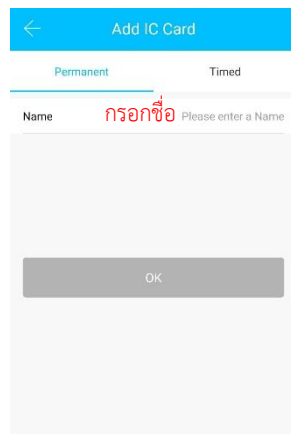 Add IC Card
Permanent Timed
Name กรอกชื่อ Please enter a Name
OK